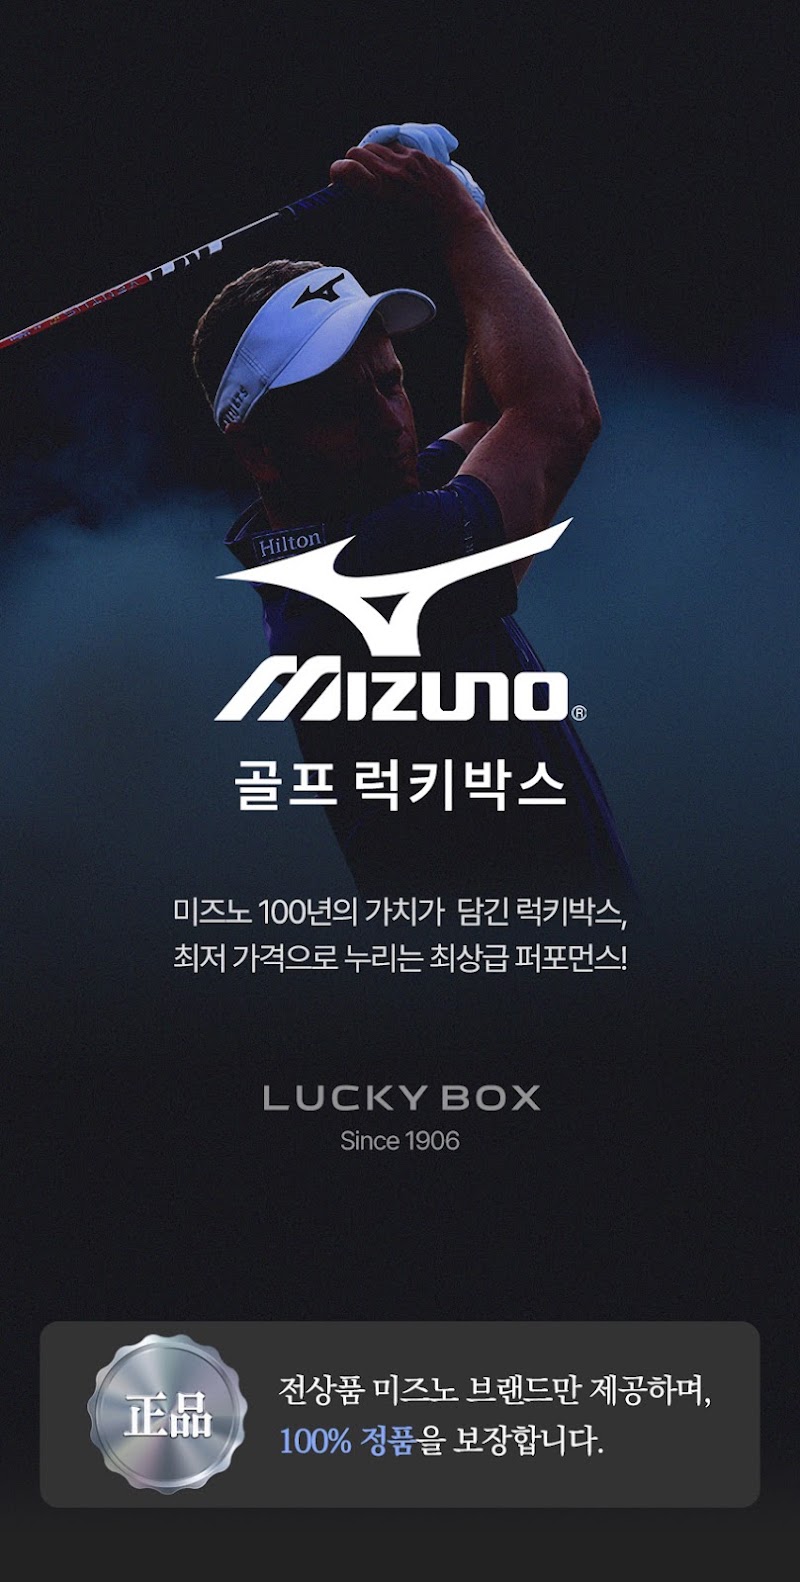 Hilton
MIZUNO®
골프 럭키박스
미즈노 100년의 가치가 담긴 럭키박스,
최저 가격으로 누리는 최상급 퍼포먼스!
LUCKY BOX
Since 1906
正品
전상품 미즈노 브랜드만 제공하며,
100% 정품을 보장합니다.